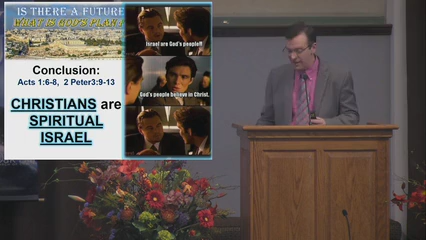 IS THERE A FUTURE
WHAT IS GOD'S PLAN
Israel are God's people!!
Conclusion:
Acts 1:6-8, 2 Peter3:9-13
God's people believe in Christ.
CHRISTIANS are
SPIRITUAL
ISRAEL